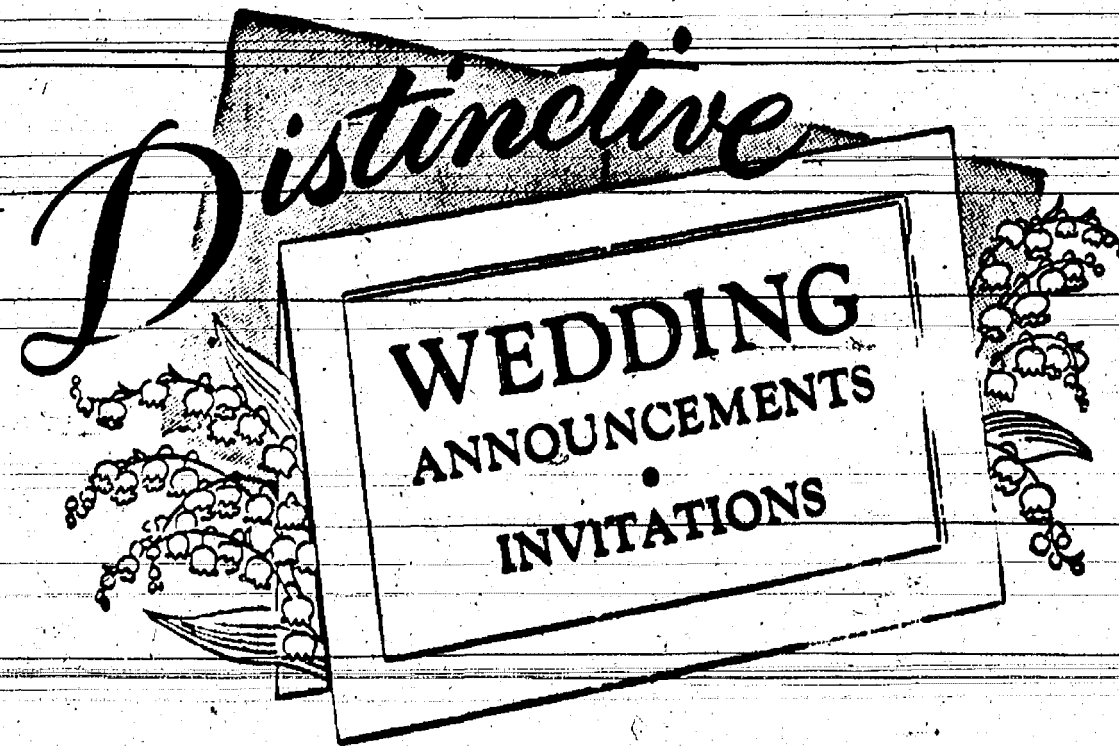 Distinctive
WEDDING
ANNOUNCEMENTS
•
INVITATIONS